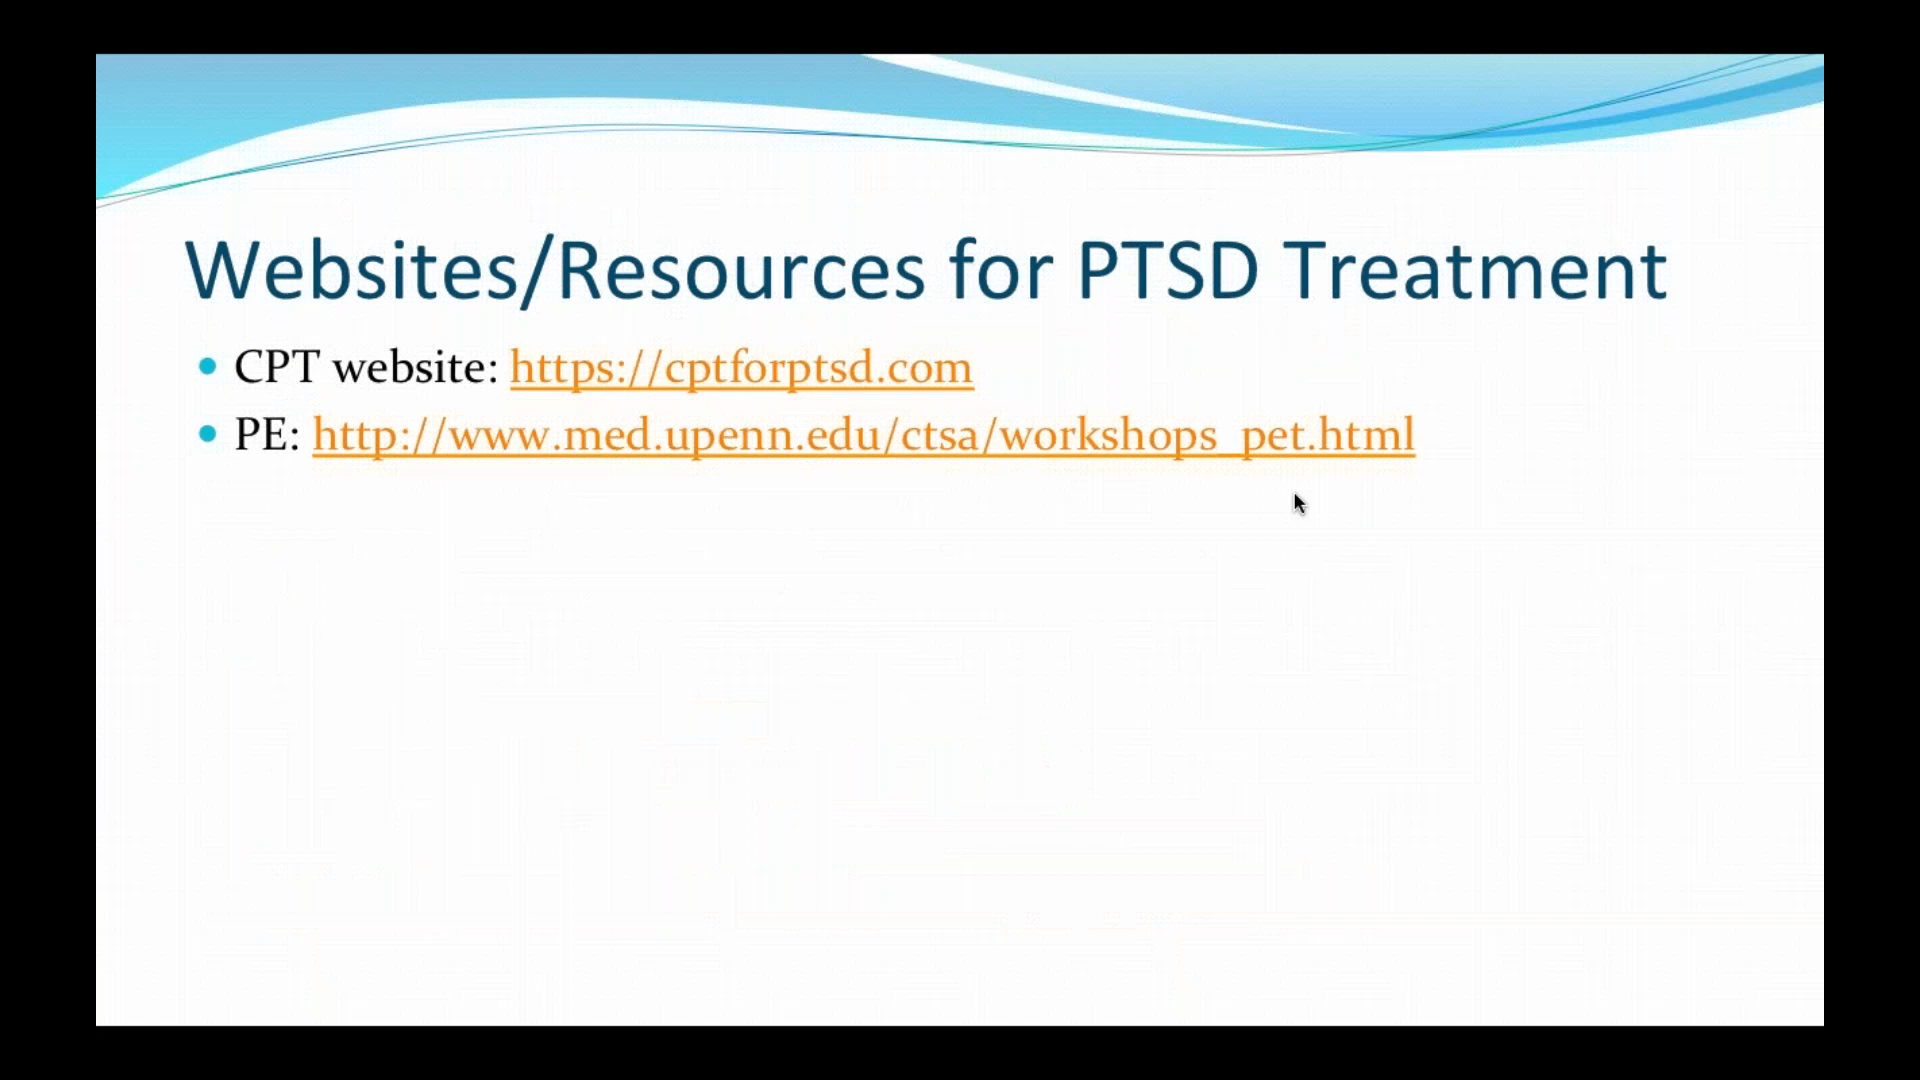 Websites/Resources for PTSD Treatment
• CPT website: https://cptforptsd.com
• PE: http://www.med.upenn.edu/ctsa/workshops_pet.html